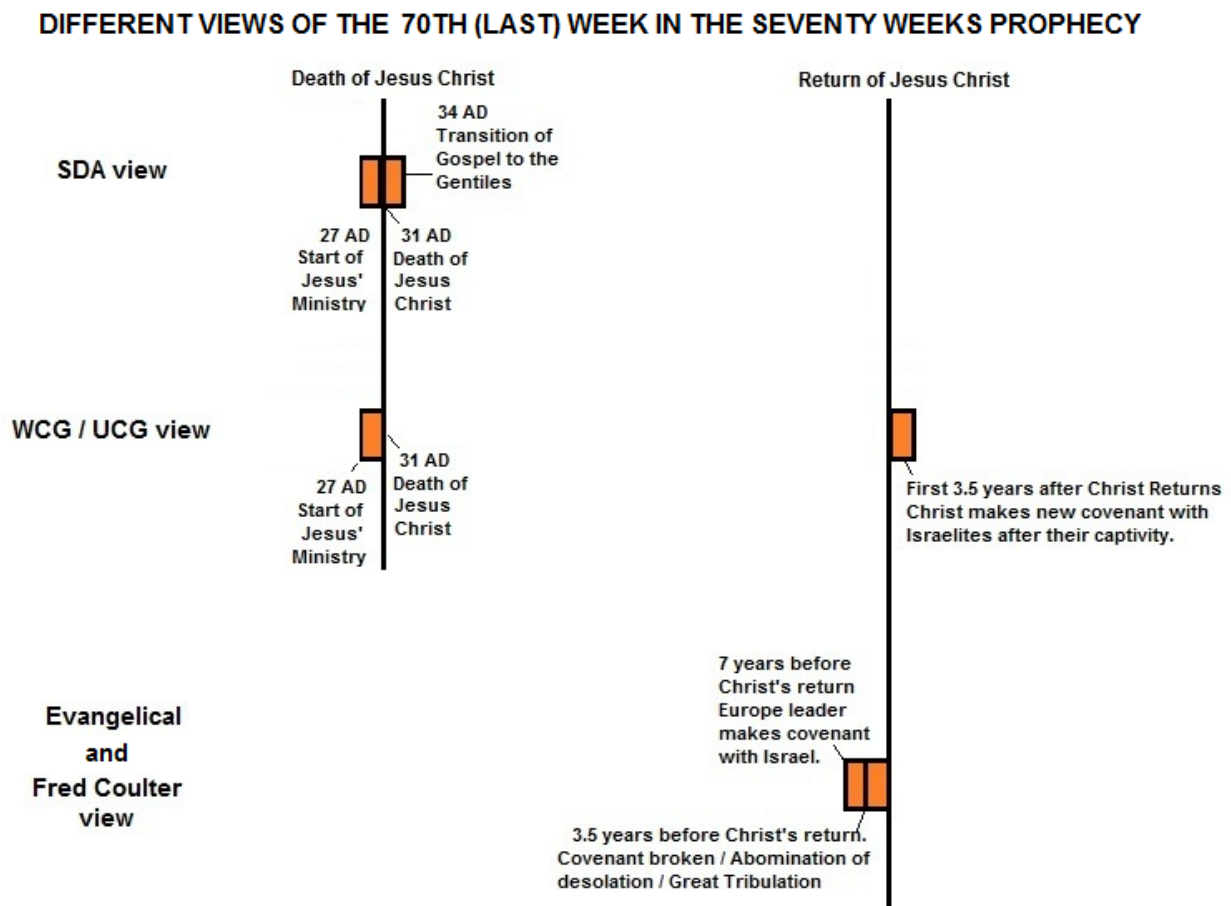 DIFFERENT VIEWS OF THE 70TH (LAST) WEEK IN THE SEVENTY WEEKS PROPHECY
Death of Jesus Christ
Return of Jesus Christ
SDA view
34 AD
Transition of
Gospel to the
Gentiles
27 AD
Start of
Jesus'
Ministry
31 AD
Death of
Jesus
Christ
WCG / UCG view
27 AD
Start of
Jesus'
Ministry
31 AD
Death of
Jesus
Christ
First 3.5 years after Christ Returns
Christ makes new covenant with
Israelites after their captivity.
Evangelical
and
Fred Coulter
view
7 years before
Christ's return
Europe leader
makes covenant
with Israel.
3.5 years before Christ's return.
Covenant broken / Abomination of
desolation / Great Tribulation